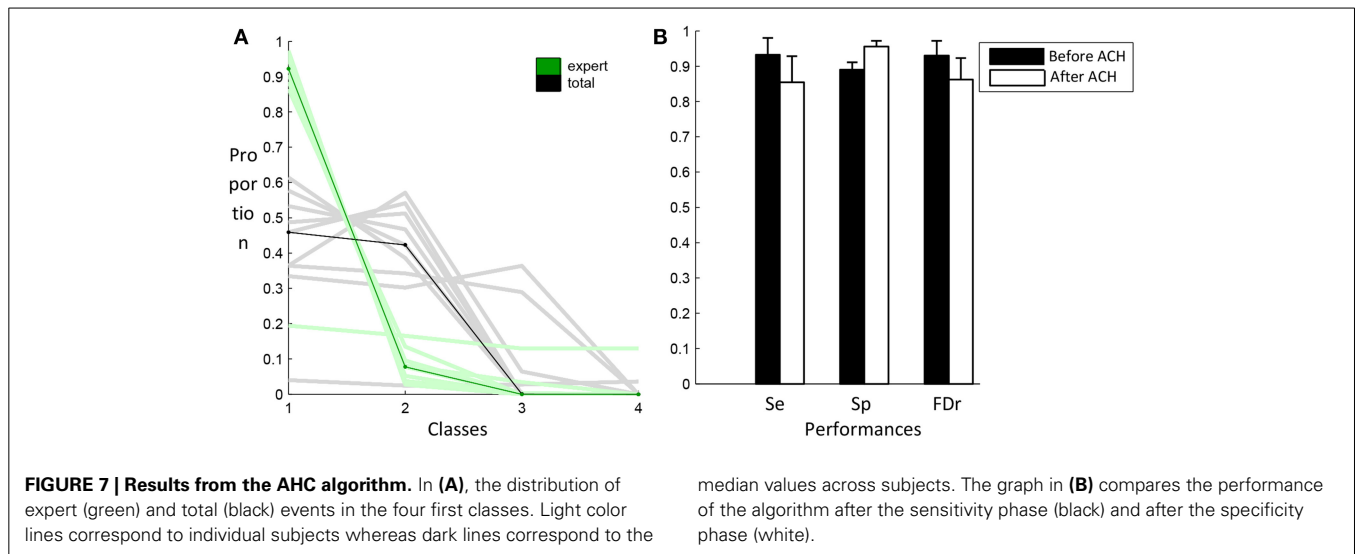 A
1
0.9
0.8
0.7
0.6
0.5
0.4
0.3
0.2
0.1
0
Pro
por
tio
n
expert
total
1 2 3 4
Classes
B
1
0.9
0.8
0.7
0.6
0.5
0.4
0.3
0.2
0.1
0
Before ACH
After ACH
Se Sp FDr
Performances
FIGURE 7 | Results from the AHC algorithm. In (A), the distribution of
expert (green) and total (black) events in the four first classes. Light color
lines correspond to individual subjects whereas dark lines correspond to the
median values across subjects. The graph in (B) compares the performance
of the algorithm after the sensitivity phase (black) and after the specificity
phase (white).